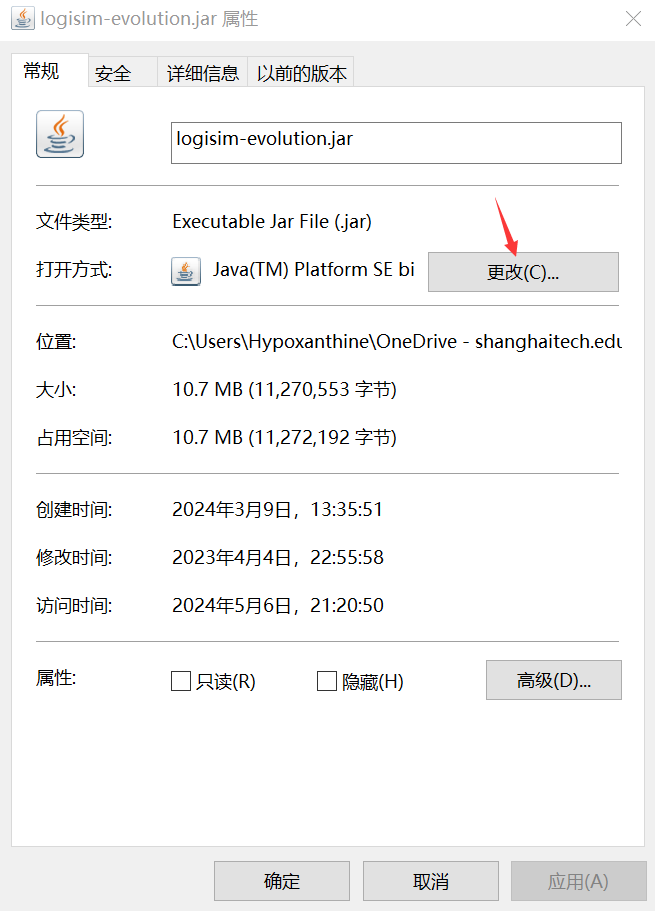 logisim-evolution.jar 属性
常规 安全 详细信息 以前的版本
logisim-evolution.jar
文件类型: Executable Jar File (.jar)
打开方式: Java(TM) Platform SE bi 更改(C)...
位置: C:\Users\Hypoxanthine\OneDrive - shanghaitech.edu
大小: 10.7 MB (11,270,553 字节)
占用空间: 10.7 MB (11,272,192 字节)
创建时间: 2024年3月9日，13:35:51
修改时间: 2023年4月4日，22:55:58
访问时间: 2024年5月6日，21:20:50
属性: 只读(R) 隐藏(H) 高级(D)...
确定 取消 应用(A)